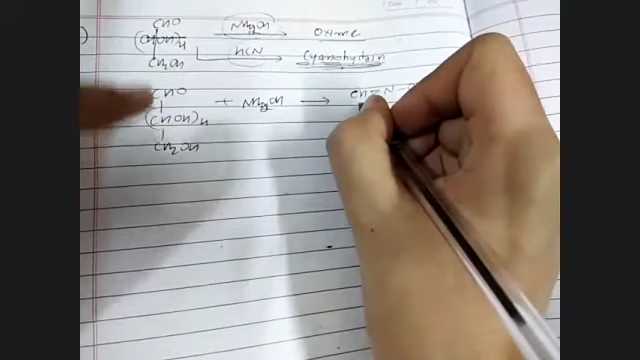 CHO NH2OH Oxime
(CHOH)4
HCN Cyanohydrin
CH2OH
CHO
+ NH2OH → CH=N-
(CHOH)4
CH2OH